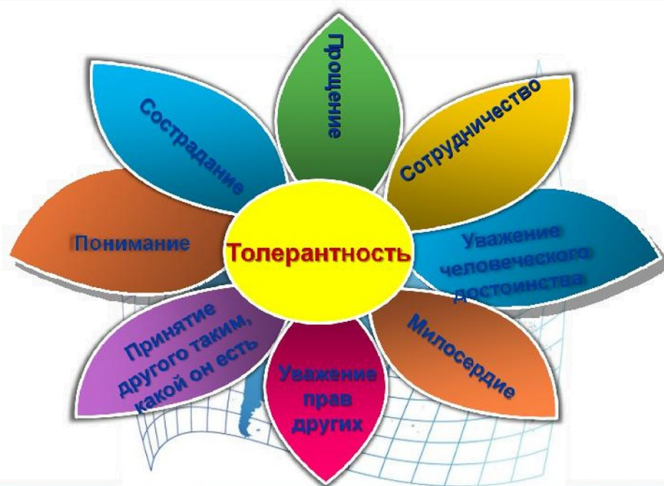 Прощение
Сострадание
Сотрудничество
Понимание
Толерантность
Уважение
человеческого
достоинства
Принятие
другого таким,
какой он есть
Уважение
прав
других
Милосердие